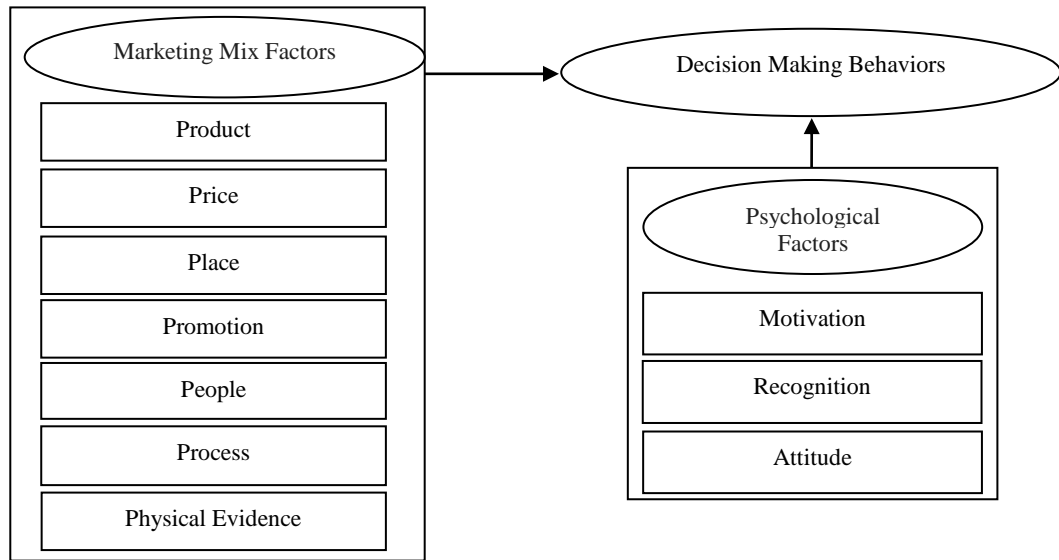 Marketing Mix Factors
Product
Price
Place
Promotion
People
Process
Physical Evidence
Decision Making Behaviors
Psychological
Factors
Motivation
Recognition
Attitude